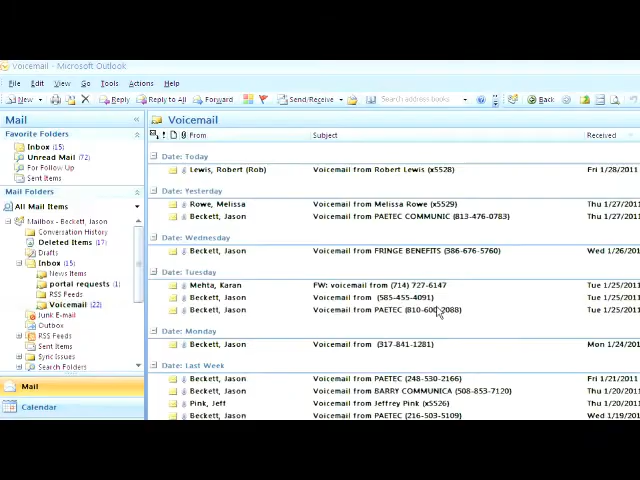 Voicemail - Microsoft Outlook
File Edit View Go Tools Actions Help
New Reply Reply to All Forward Send/Receive Search address books Back
Mail «
Favorite Folders
Inbox (15)
Unread Mail (72)
For Follow Up
Sent Items
Mail Folders
All Mail Items
Mailbox - Beckett, Jason
Conversation History
Deleted Items (17)
Drafts
Inbox (15)
News Items
portal requests (1)
RSS Feeds
Voicemail (22)
Junk E-mail
Outbox
RSS Feeds
Sent Items
Sync Issues
Search Folders
Mail
Calendar
Voicemail
From Subject Received
Date: Today
Lewis, Robert (Rob) Voicemail from Robert Lewis (x5528) Fri 1/28/2011
Date: Yesterday
Rowe, Melissa Voicemail from Melissa Rowe (x5529) Thu 1/27/2011
Beckett, Jason Voicemail from PAETEC COMMUNIC (813-476-0783) Thu 1/27/2011
Date: Wednesday
Beckett, Jason Voicemail from FRINGE BENEFITS (386-676-5760) Wed 1/26/201
Date: Tuesday
Mehta, Karan FW: voicemail from (714) 727-6147 Tue 1/25/2011
Beckett, Jason Voicemail from (585-455-4091) Tue 1/25/2011
Beckett, Jason Voicemail from PAETEC Tue 1/25/2011
Date: Monday
Beckett, Jason Voicemail from (317-841-1281) Mon 1/24/201
Date: Last Week
Beckett, Jason Voicemail from PAETEC (248-530-2166) Fri 1/21/2011
Beckett, Jason Voicemail from BARRY COMMUNICA (508-853-7120) Thu 1/20/2011
Pink, Jeff Voicemail from Jeffrey Pink (x5526) Thu 1/20/2011
Beckett, Jason Voicemail from PAETEC (216-503-5109) Wed 1/19/201